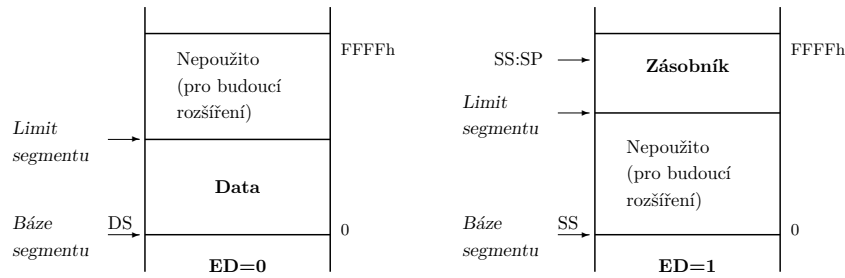 Nepoužito
(pro budoucí
rozšíření)
FFFFh
Limit
segmentu
Data
Báze
segmentu
DS
0
ED=0
SS:SP
Zásobník
FFFFh
Limit
segmentu
Nepoužito
(pro budoucí
rozšíření)
Báze
segmentu
SS
0
ED=1